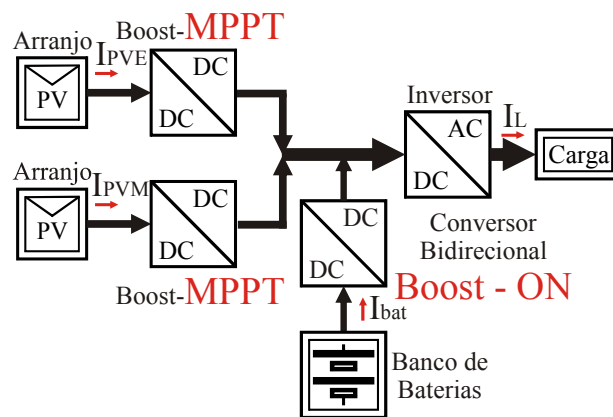 Boost-MPPT
Arranjo
IPVE
PV
DC
DC
Inversor
IL
AC
DC
Carga
Arranjo
IPVM
PV
DC
DC
Boost-MPPT
DC
DC
Conversor
Bidirecional
Boost - ON
Ibat
Banco de
Baterias